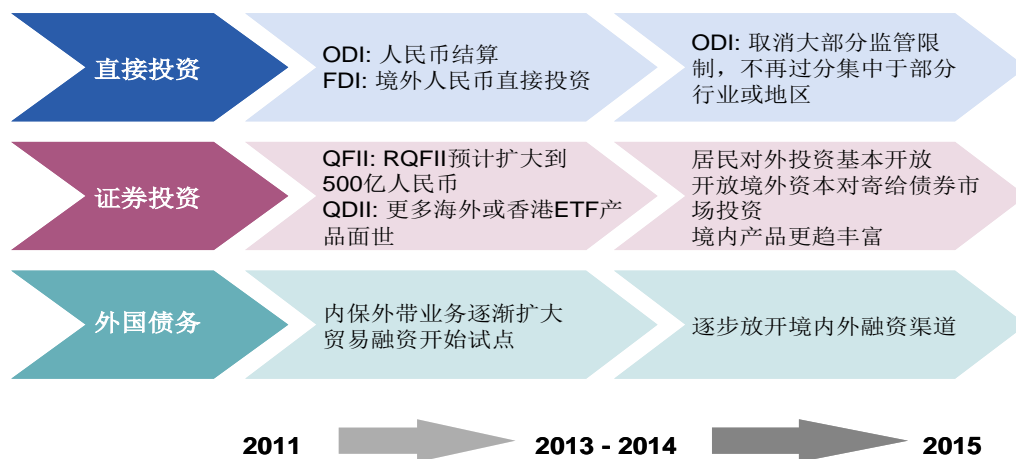 直接投资
ODI: 人民币结算
FDI: 境外人民币直接投资
ODI: 取消大部分监管限
制，不再过分集中于部分
行业或地区
证券投资
QFII: RQFII预计扩大到
500亿人民币
QDII: 更多海外或香港ETF产
品面世
居民对外投资基本开放
开放境外资本对寄给债券市
场投资
境内产品更趋丰富
外国债务
内保外带业务逐渐扩大
贸易融资开始试点
逐步放开境内外融资渠道
2011
2013 - 2014
2015